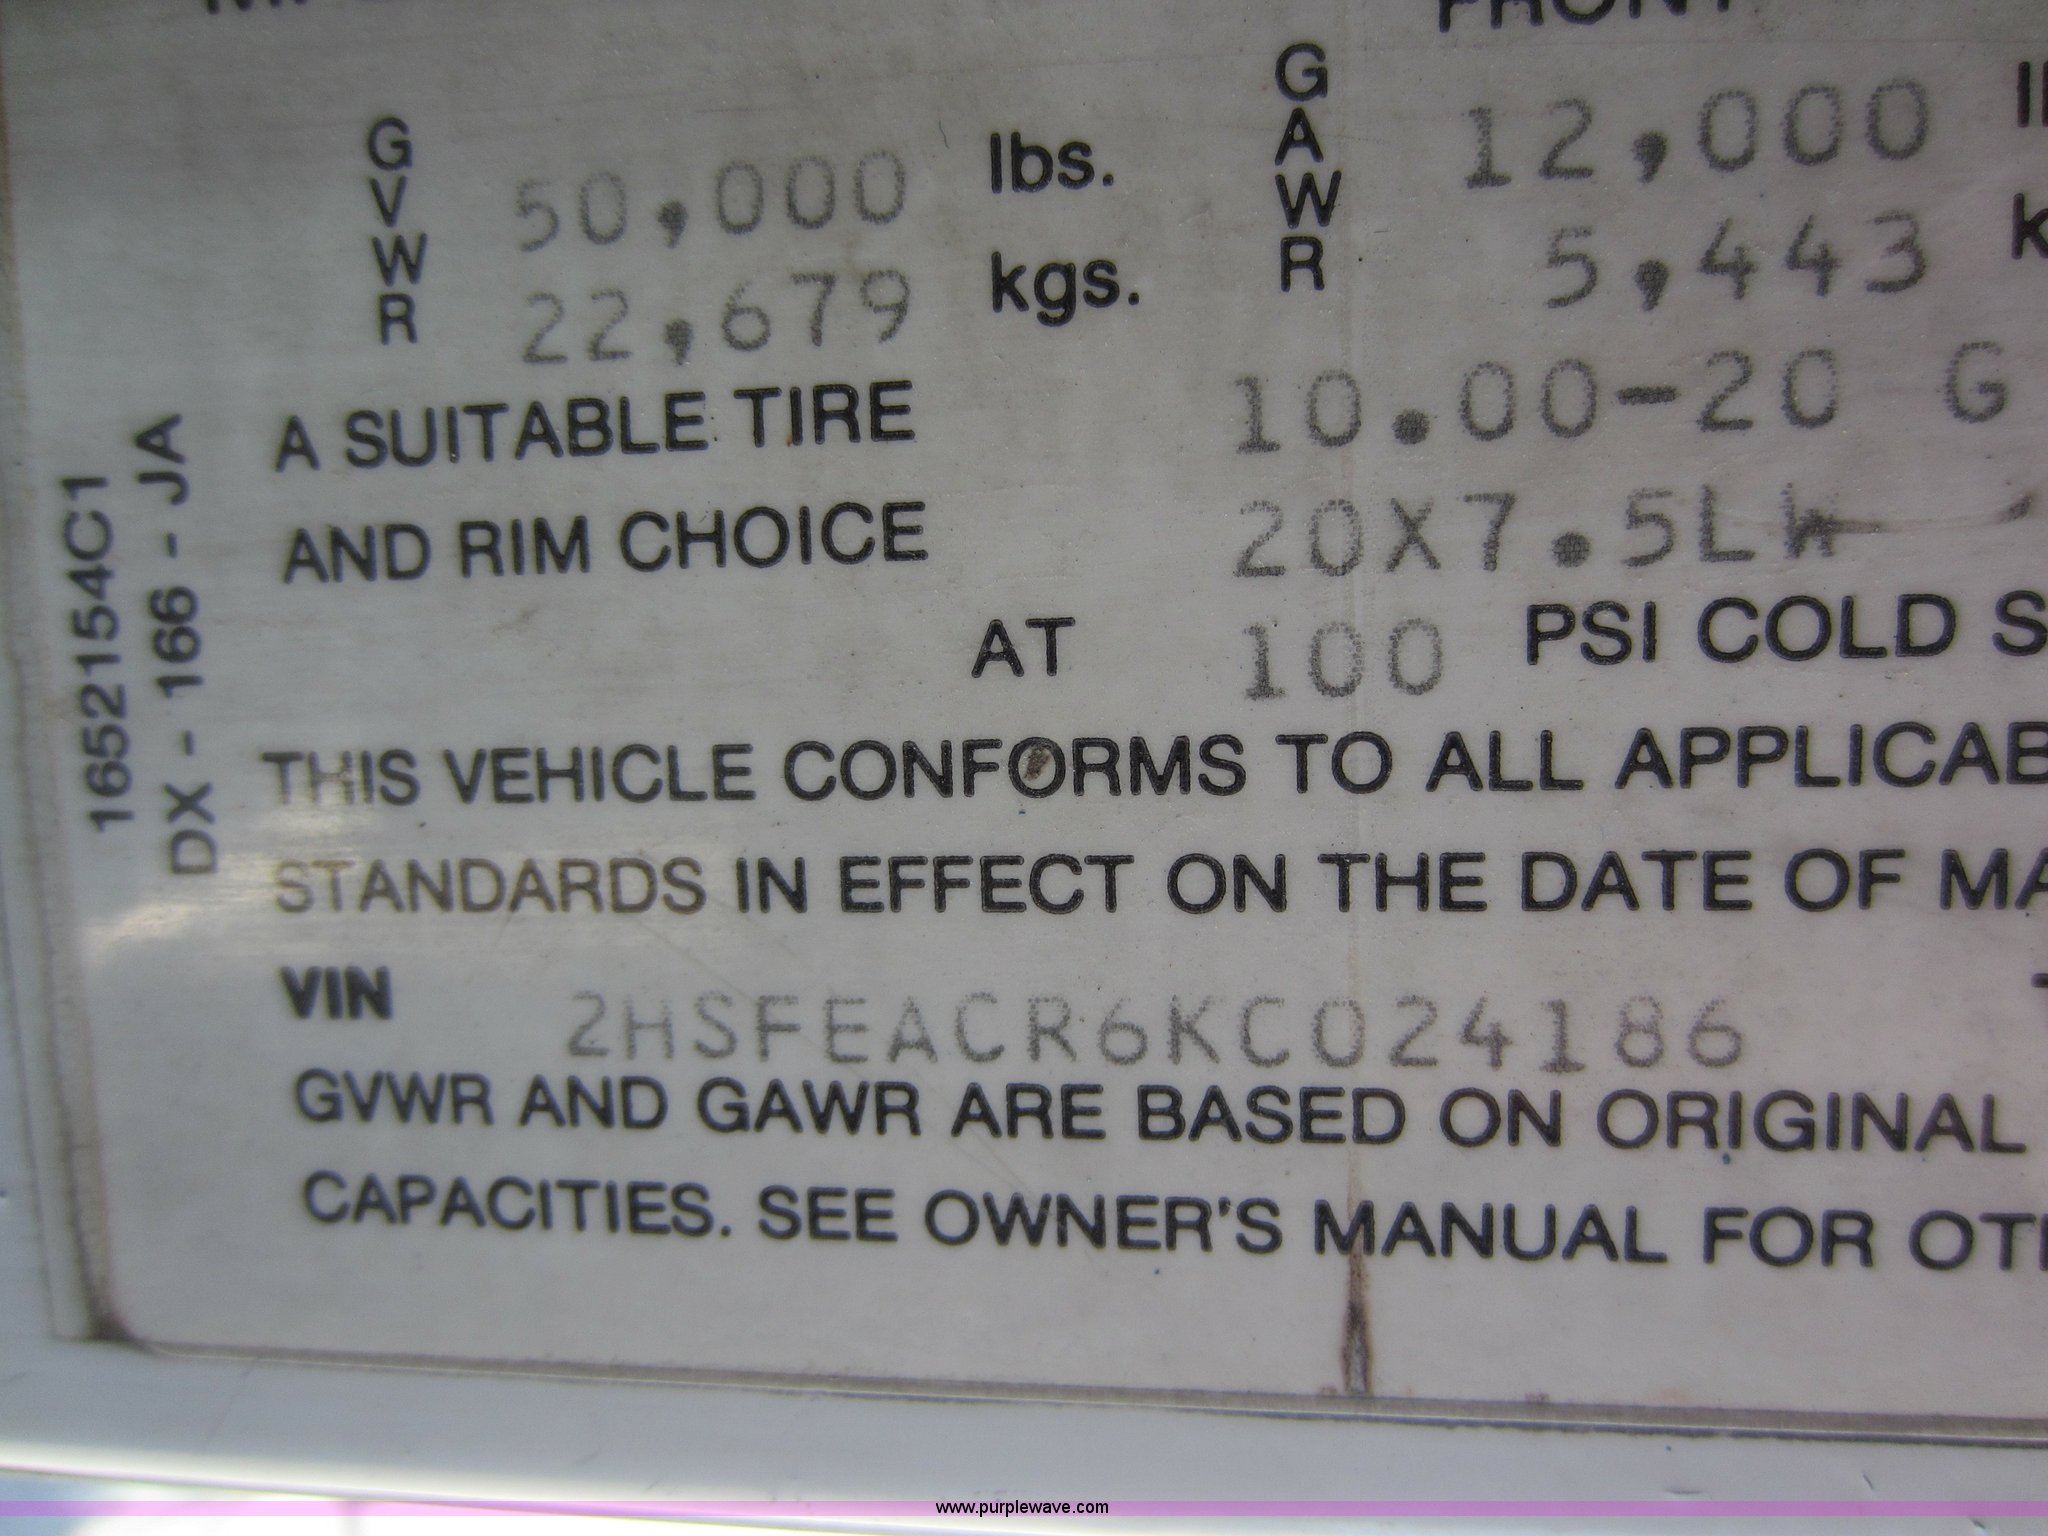 FRONT
GVWR 50,000 lbs. GAWR 12,000
22,679 kgs. 5,443
A SUITABLE TIRE 10.00-20 G
AND RIM CHOICE 20X7.5LW
AT 100 PSI COLD S
THIS VEHICLE CONFORMS TO ALL APPLICAB
STANDARDS IN EFFECT ON THE DATE OF MA
VIN 2HSFEACR6KC024186
GVWR AND GAWR ARE BASED ON ORIGINAL
CAPACITIES. SEE OWNER'S MANUAL FOR OT
1652154C1
DX - 166 - JA
www.purplewave.com